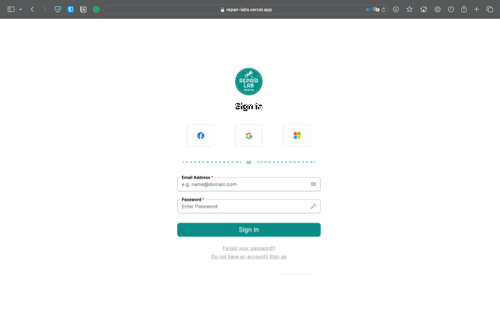 repair-labs.vercel.app
REPAIR
LAB
Sign in
or
Email Address *
e.g. name@domain.com
Password *
Enter Password
Sign In
Forgot your password?
Do not have an account? Sign up